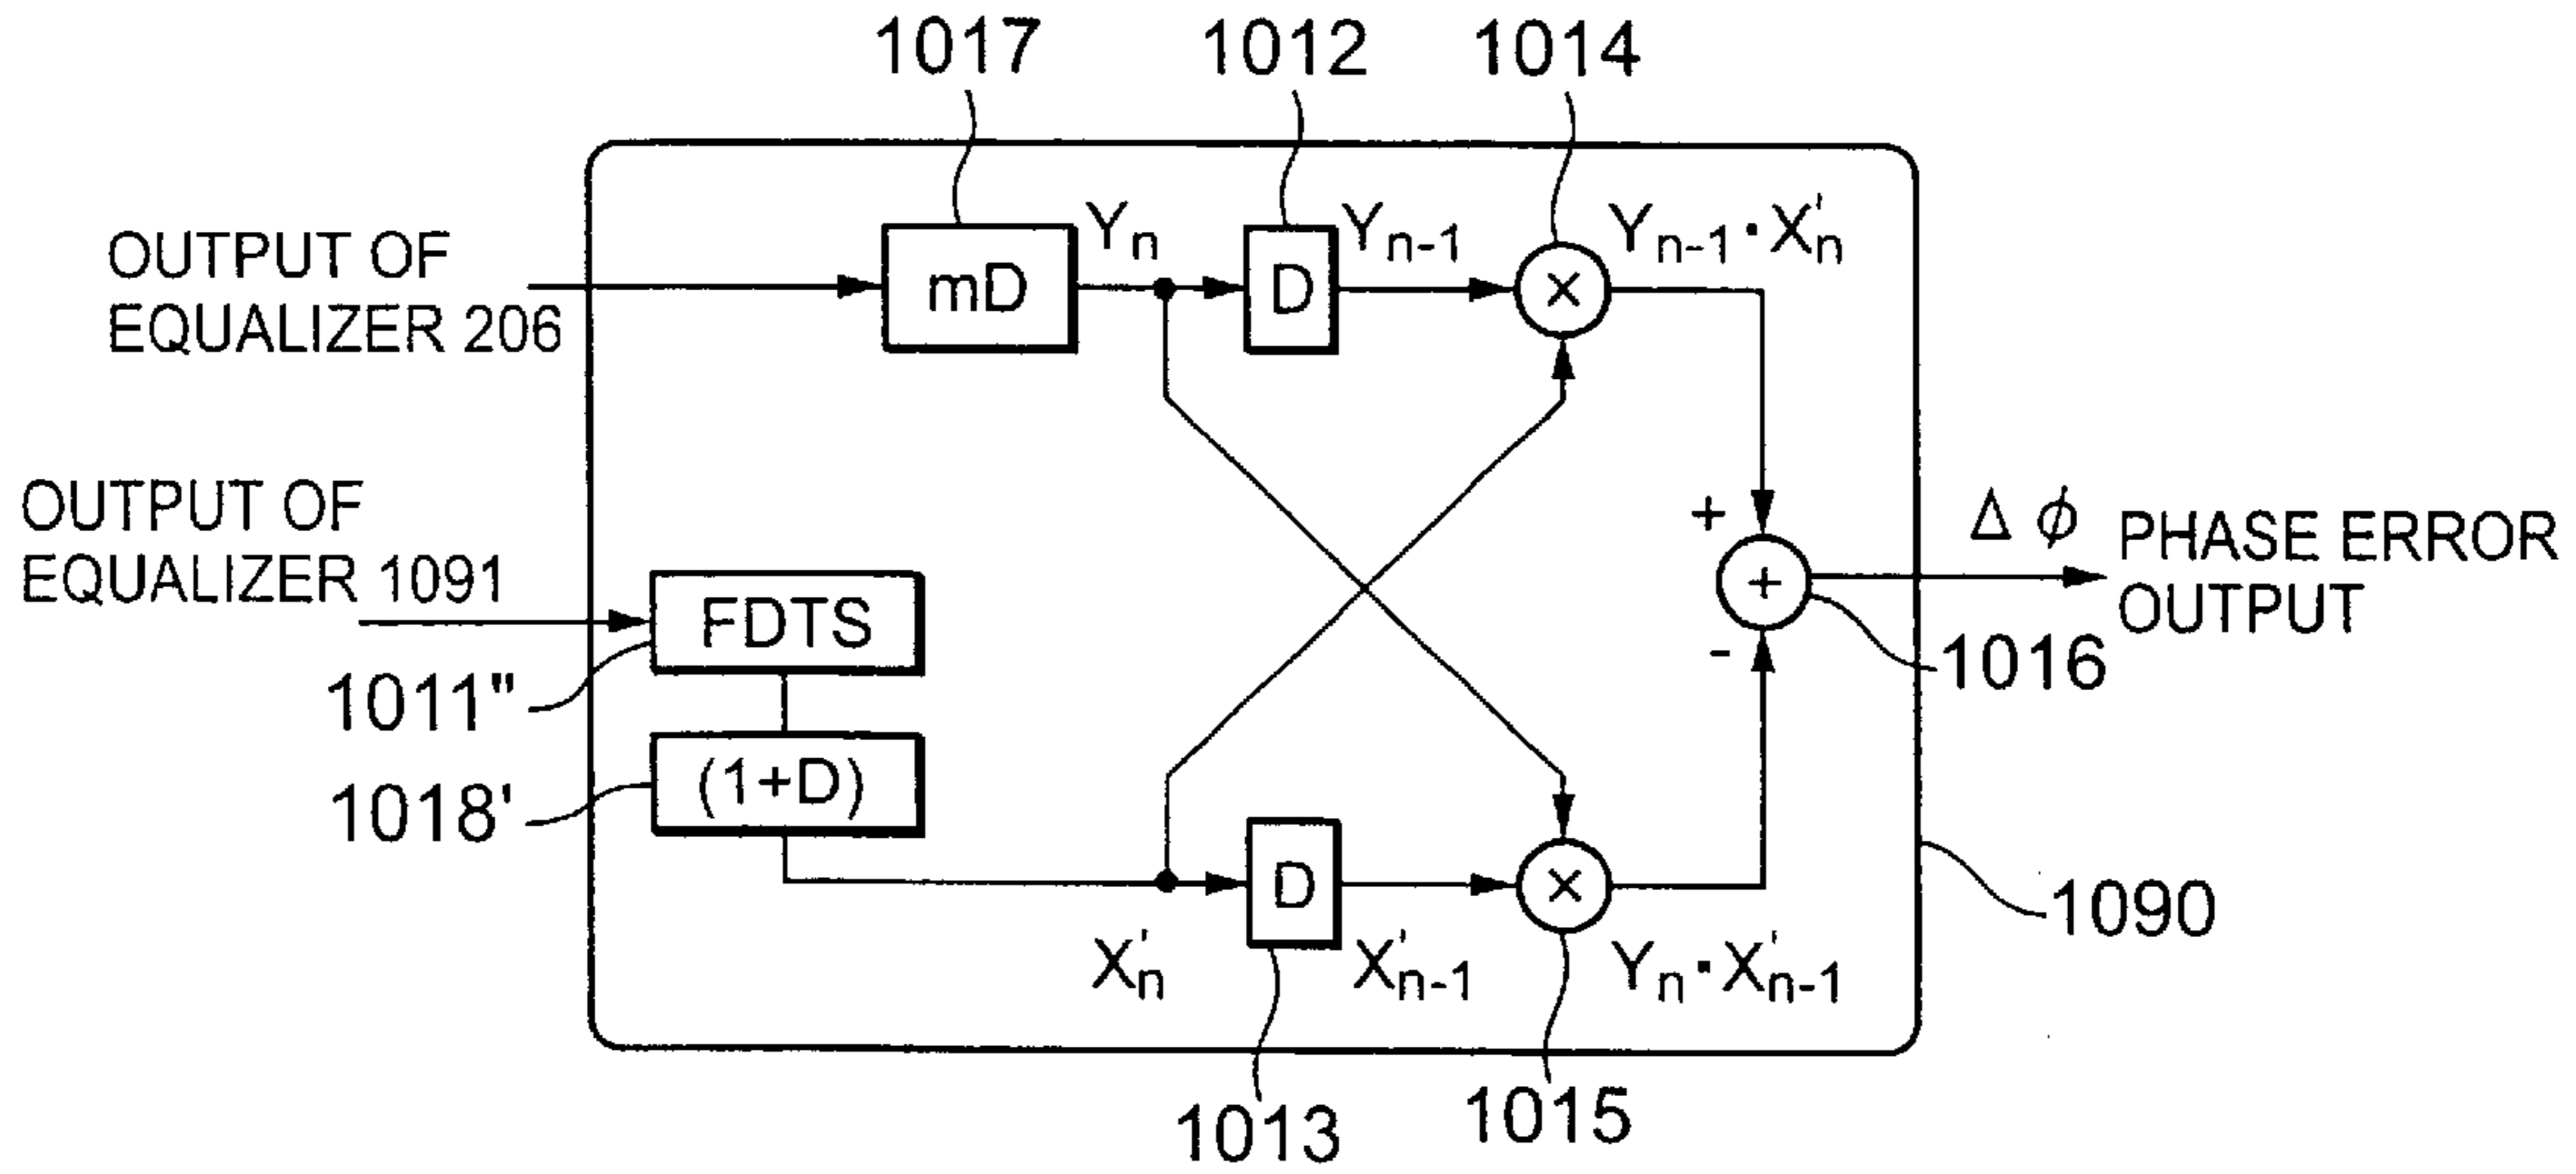 1017
1012
1014
OUTPUT OF
EQUALIZER 206
mD
Yn
D
Yn-1
×
Yn-1·X'n
OUTPUT OF
EQUALIZER 1091
FDTS
1011"
(1+D)
1018'
+
+
-
Δ φ PHASE ERROR
OUTPUT
1016
X'n
D
X'n-1
×
Yn·X'n-1
1090
1013
1015